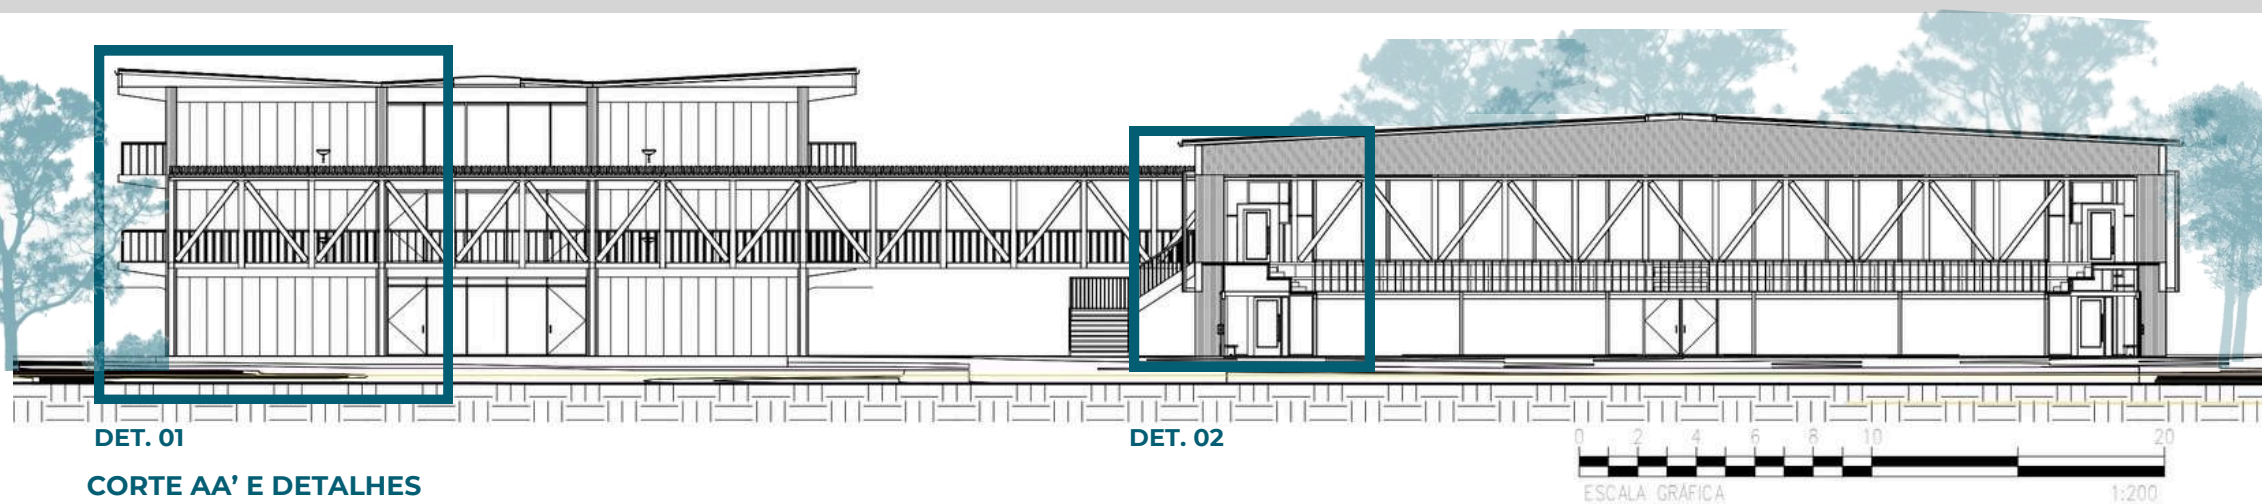 DET. 01
DET. 02
CORTE AA’ E DETALHES
0 2 4 6 8 10 20
ESCALA GRÁFICA 1:200